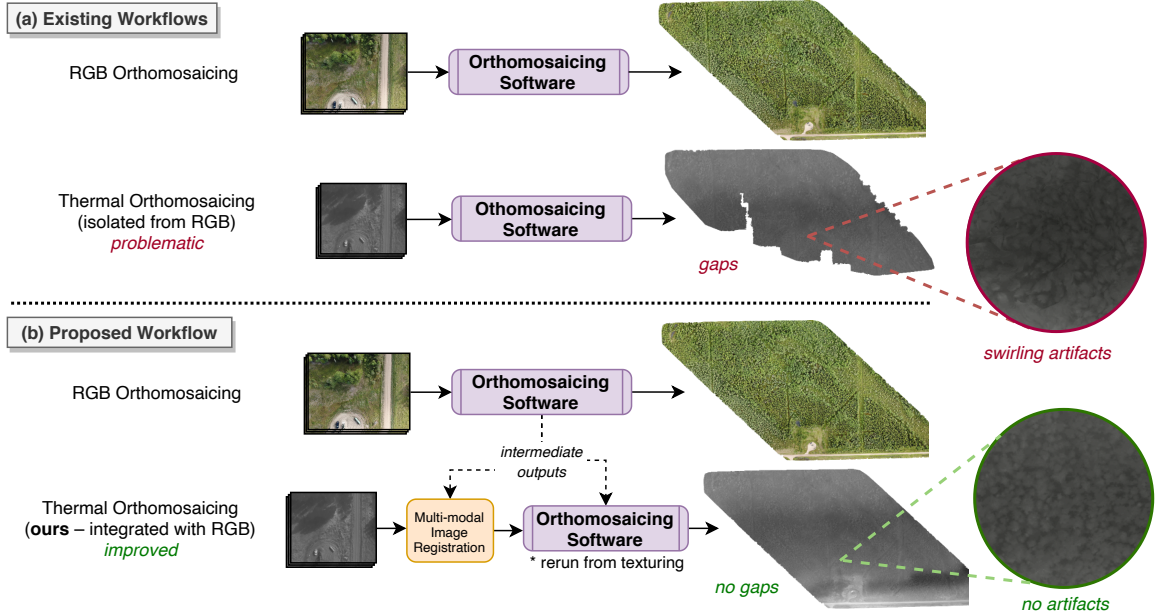 (a) Existing Workflows
RGB Orthomosaicing
Orthomosaicing
Software
Thermal Orthomosaicing
(isolated from RGB)
problematic
Othomosaicing
Software
gaps
swirling artifacts
(b) Proposed Workflow
RGB Orthomosaicing
Orthomosaicing
Software
intermediate
outputs
Thermal Orthomosaicing
(ours – integrated with RGB)
improved
Multi-modal
Image
Registration
Orthomosaicing
Software
* rerun from texturing
no gaps
no artifacts